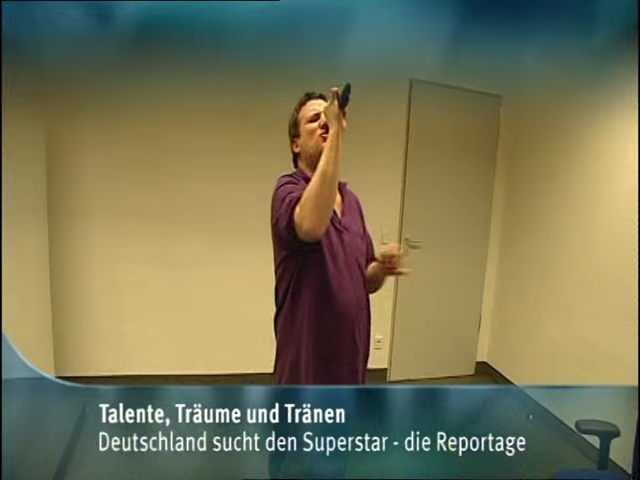 Talente, Träume und Tränen
Deutschland sucht den Superstar - die Reportage